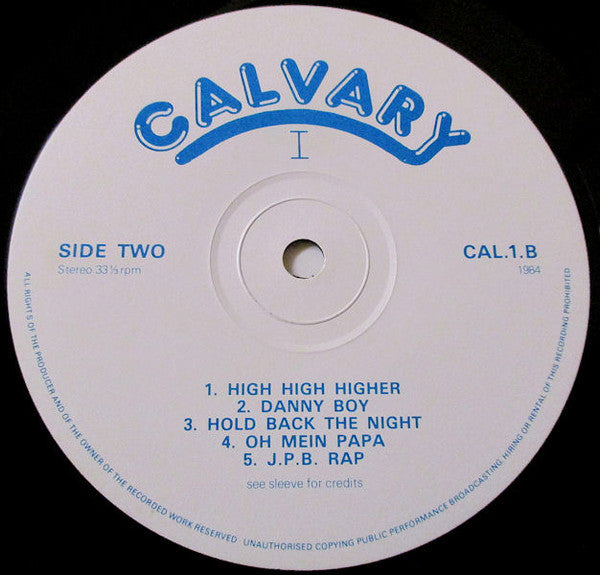 CALVARY
I
SIDE TWO
Stereo 33⅓rpm
CAL.1.B
1984
1. HIGH HIGH HIGHER
2. DANNY BOY
3. HOLD BACK THE NIGHT
4. OH MEIN PAPA
5. J.P.B. RAP
see sleeve for credits
ALL RIGHTS OF THE PRODUCER AND OF THE OWNER OF THE RECORDED WORK RESERVED UNAUTHORISED COPYING PUBLIC PERFORMANCE BROADCASTING, HIRING OR RENTAL OF THIS RECORDING PROHIBITED